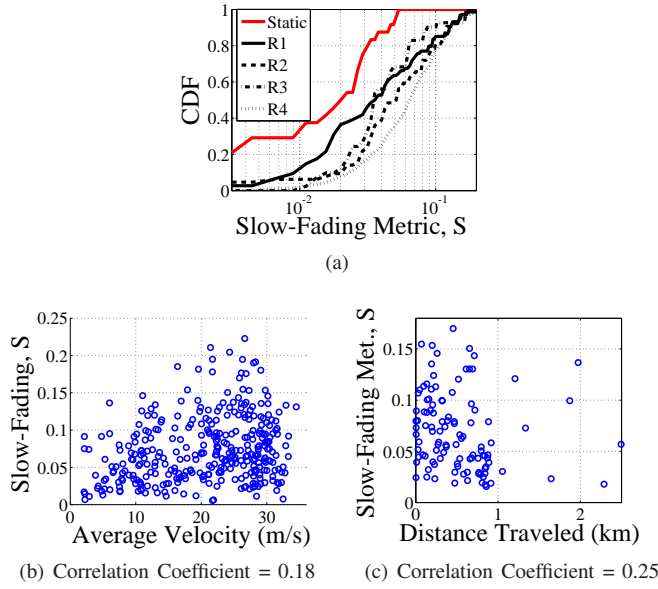 1
0.8
0.6
0.4
0.2
0
CDF
Static
R1
R2
R3
R4
10^-2
10^-1
Slow-Fading Metric, S
(a)
0.25
0.2
0.15
0.1
0.05
0
Slow-Fading, S
0
10
20
30
Average Velocity (m/s)
(b) Correlation Coefficient = 0.18
0.15
0.1
0.05
0
Slow-Fading Met., S
0
1
2
Distance Traveled (km)
(c) Correlation Coefficient = 0.25